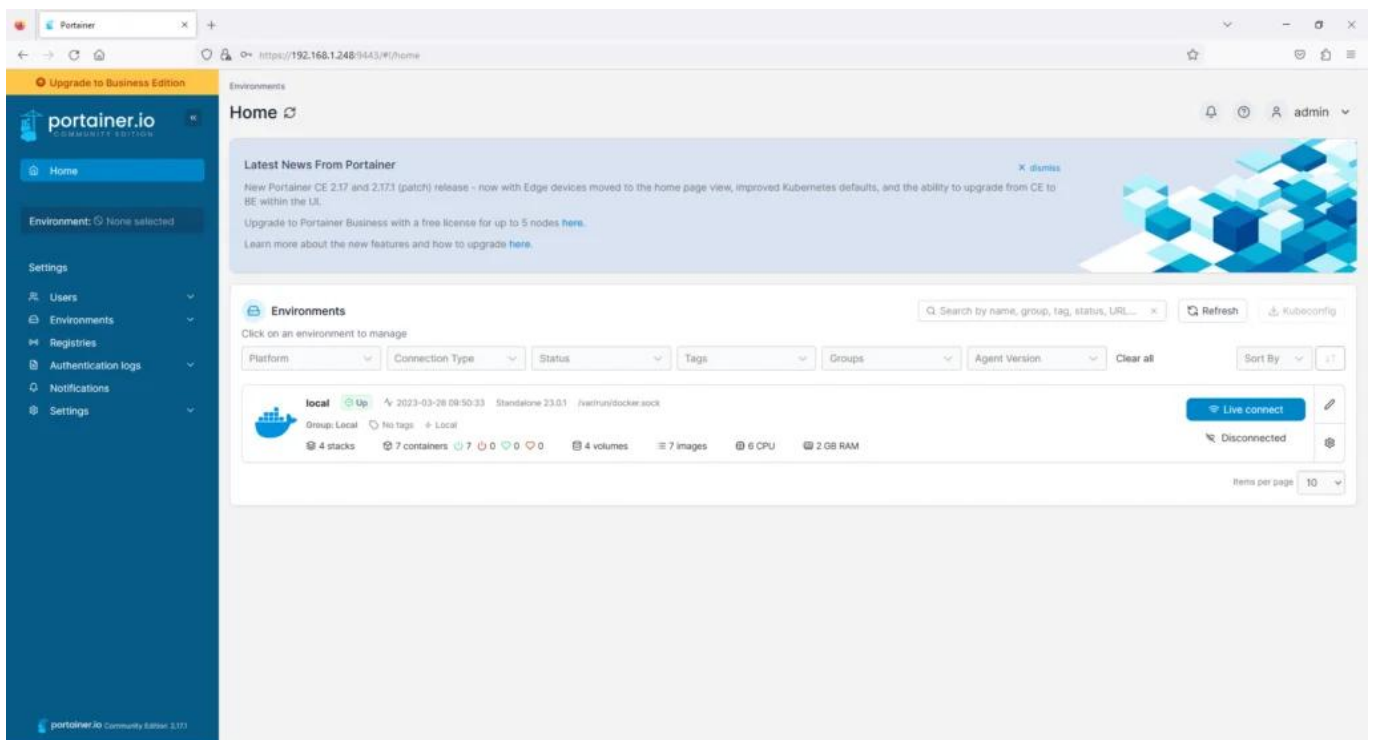 Portainer
https://192.168.1.248:9443/#!/home
Upgrade to Business Edition
portainer.io
COMMUNITY EDITION
Home
Environment: None selected
Settings
Users
Environments
Registries
Authentication logs
Notifications
Settings
portainer.io Community Edition 2.17.1
Environments
Home
admin
Latest News From Portainer
dismiss
New Portainer CE 2.17 and 2.17.1 (patch) release - now with Edge devices moved to the home page view, improved Kubernetes defaults, and the ability to upgrade from CE to
BE within the UI.
Upgrade to Portainer Business with a free license for up to 5 nodes here.
Learn more about the new features and how to upgrade here.
Environments
Search by name, group, tag, status, URL...
Refresh
Kubeconfig
Click on an environment to manage
Platform
Connection Type
Status
Tags
Groups
Agent Version
Clear all
Sort By
local Up 2023-03-28 09:50:33 Standalone 23.0.1 /var/run/docker.sock
Group: Local No tags Local
4 stacks 7 containers 7 0 0 0 4 volumes 7 images 6 CPU 2 GB RAM
Live connect
Disconnected
Items per page 10